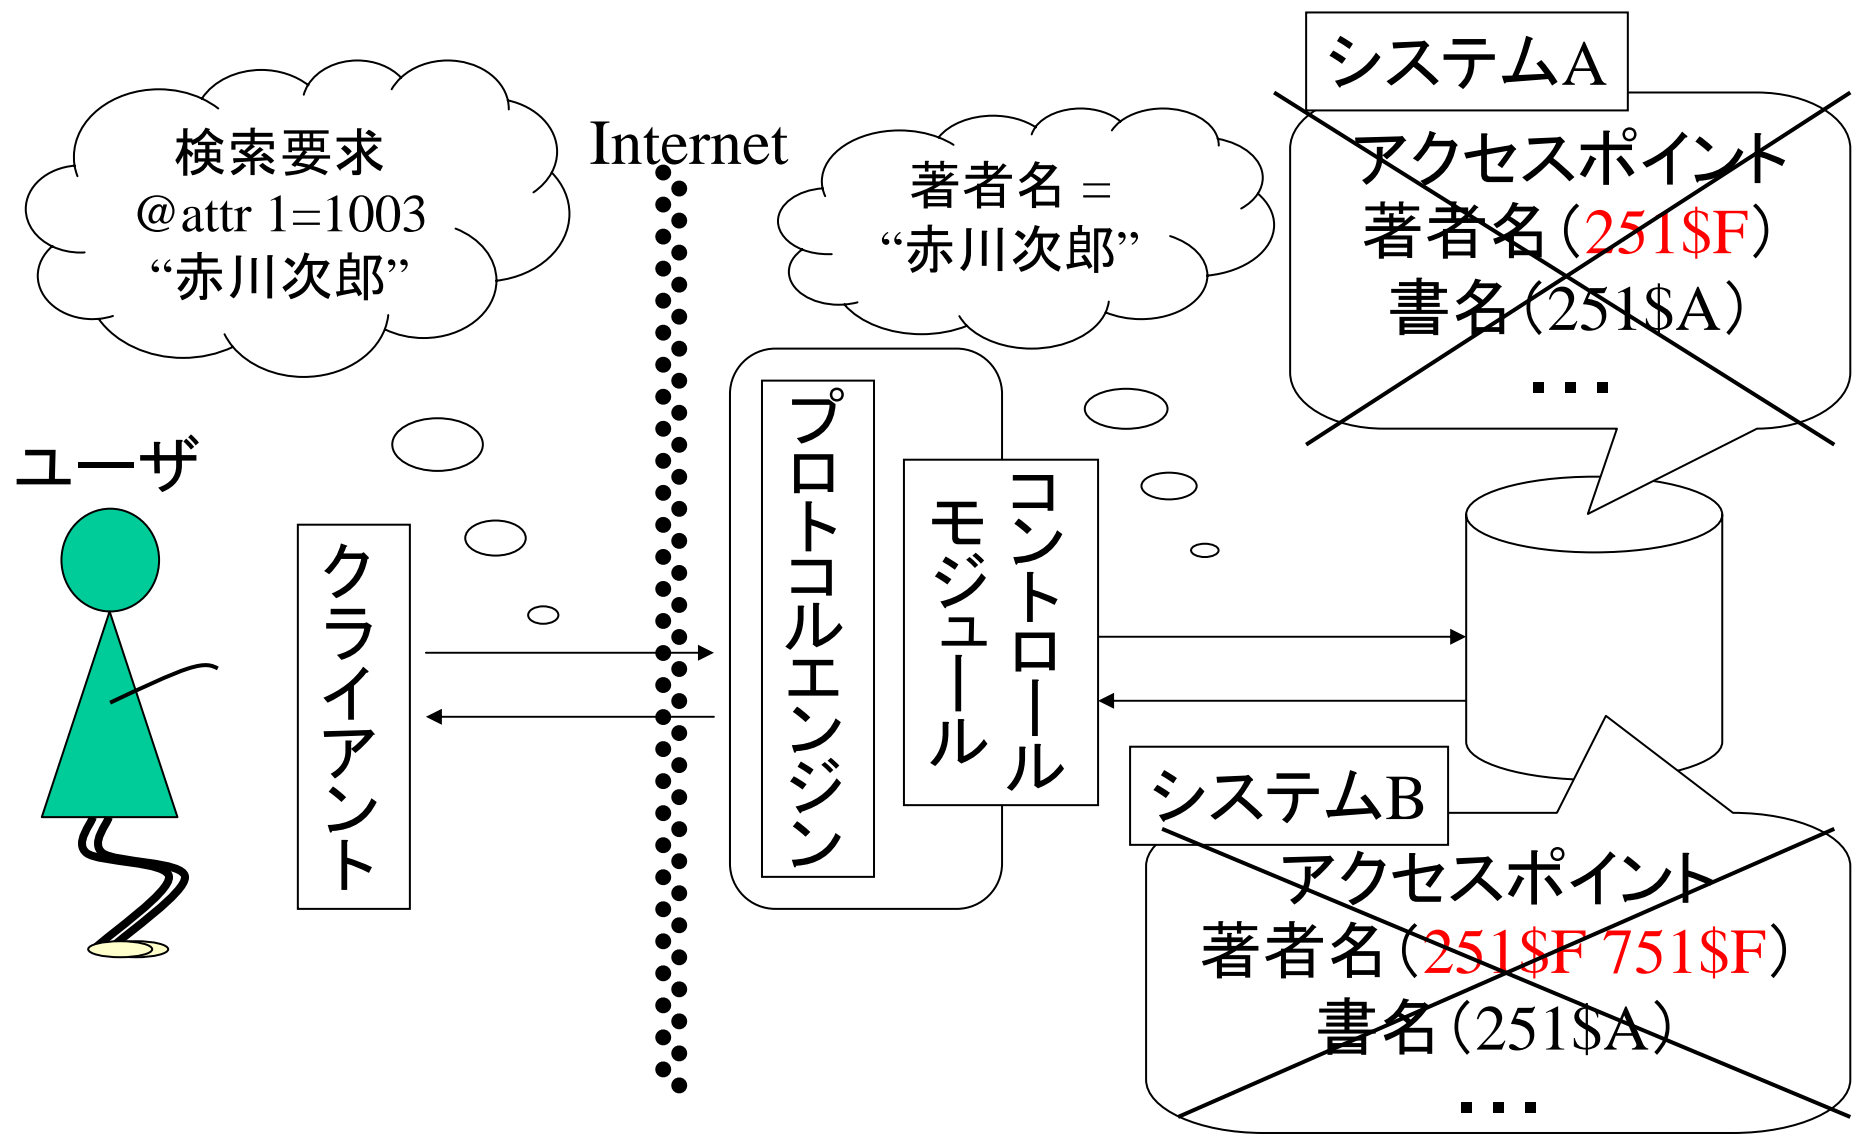 検索要求
@attr 1=1003
“赤川次郎”
Internet
著者名 =
“赤川次郎”
システムA
アクセスポイント
著者名(251$F)
書名(251$A)
・・・
ユーザ
クライアント
プロトコルエンジン
コントロール
モジュール
システムB
アクセスポイント
著者名(251$F 751$F)
書名(251$A)
・・・